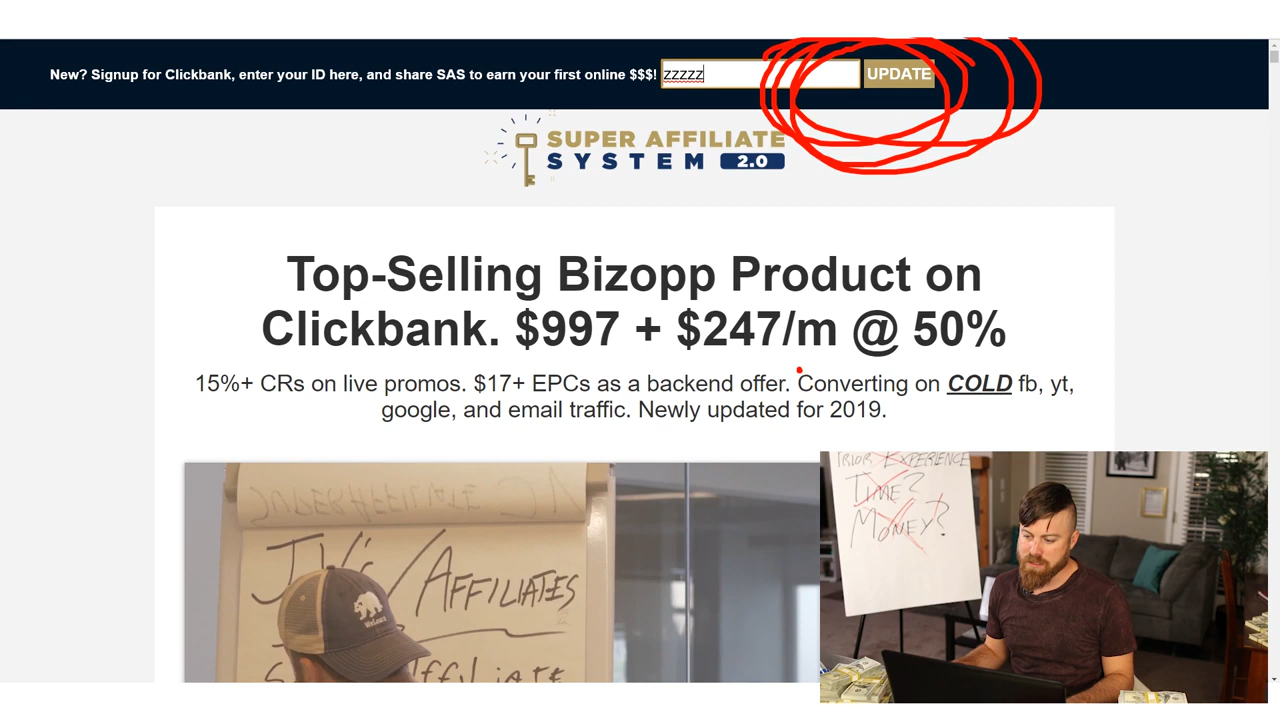 New? Signup for Clickbank, enter your ID here, and share SAS to earn your first online $$$! zzzzz UPDATE
SUPER AFFILIATE
SYSTEM 2.0
Top-Selling Bizopp Product on
Clickbank. $997 + $247/m @ 50%
15%+ CRs on live promos. $17+ EPCs as a backend offer. Converting on COLD fb, yt,
google, and email traffic. Newly updated for 2019.
JV's/AFFILIATES
PRIOR EXPERIENCE
TIME?
MONEY?